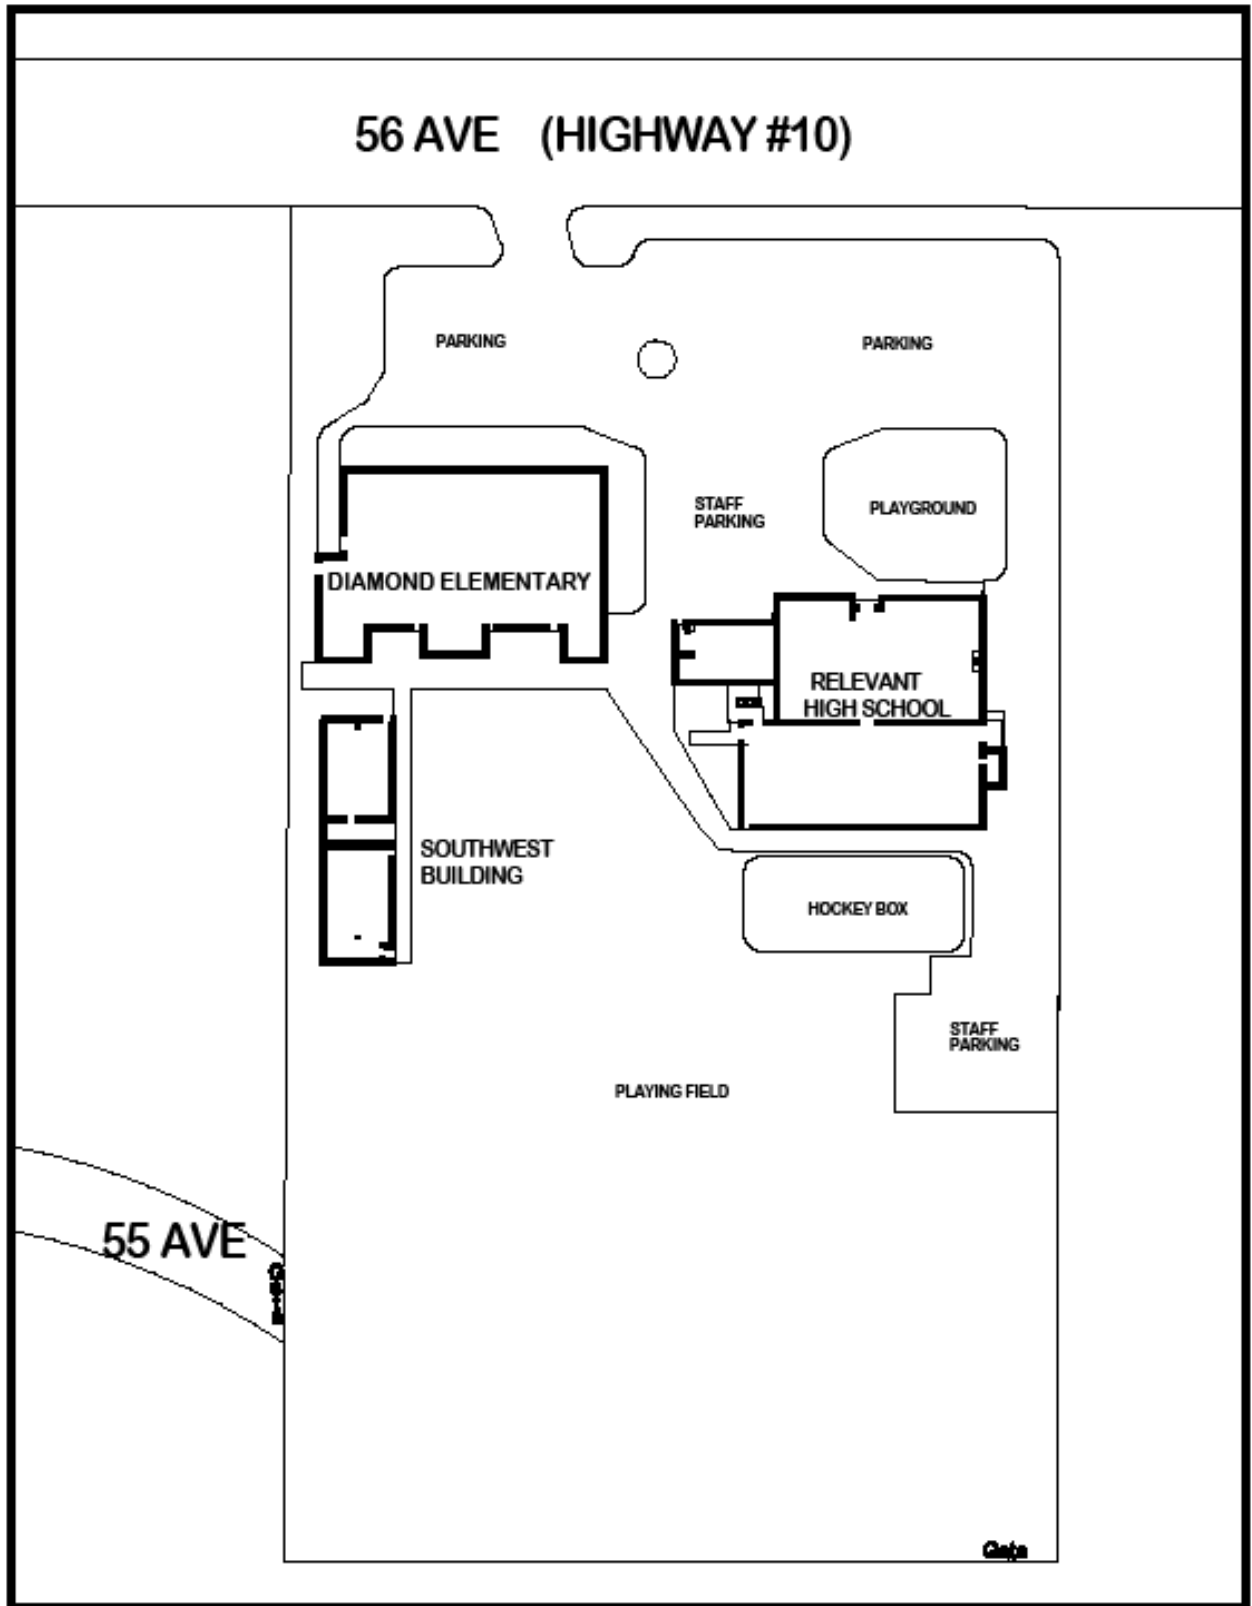 56 AVE (HIGHWAY #10)
PARKING
PARKING
STAFF
PARKING
PLAYGROUND
DIAMOND ELEMENTARY
RELEVANT
HIGH SCHOOL
SOUTHWEST
BUILDING
HOCKEY BOX
STAFF
PARKING
PLAYING FIELD
55 AVE
Gate
Gate